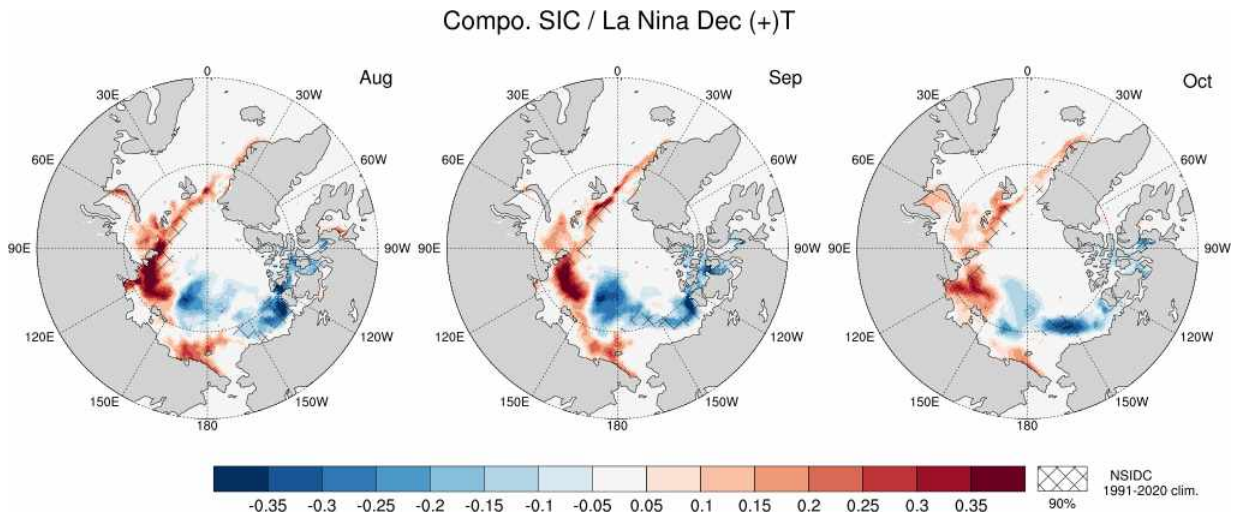 Compo. SIC / La Nina Dec (+)T
Aug
0
30E
30W
60E
60W
90E
90W
120E
120W
150E
150W
180
Sep
0
30E
30W
60E
60W
90E
90W
120E
120W
150E
150W
180
Oct
0
30E
30W
60E
60W
90E
90W
120E
120W
150E
150W
180
-0.35 -0.3 -0.25 -0.2 -0.15 -0.1 -0.05 0.05 0.1 0.15 0.2 0.25 0.3 0.35
90%
NSIDC
1991-2020 clim.